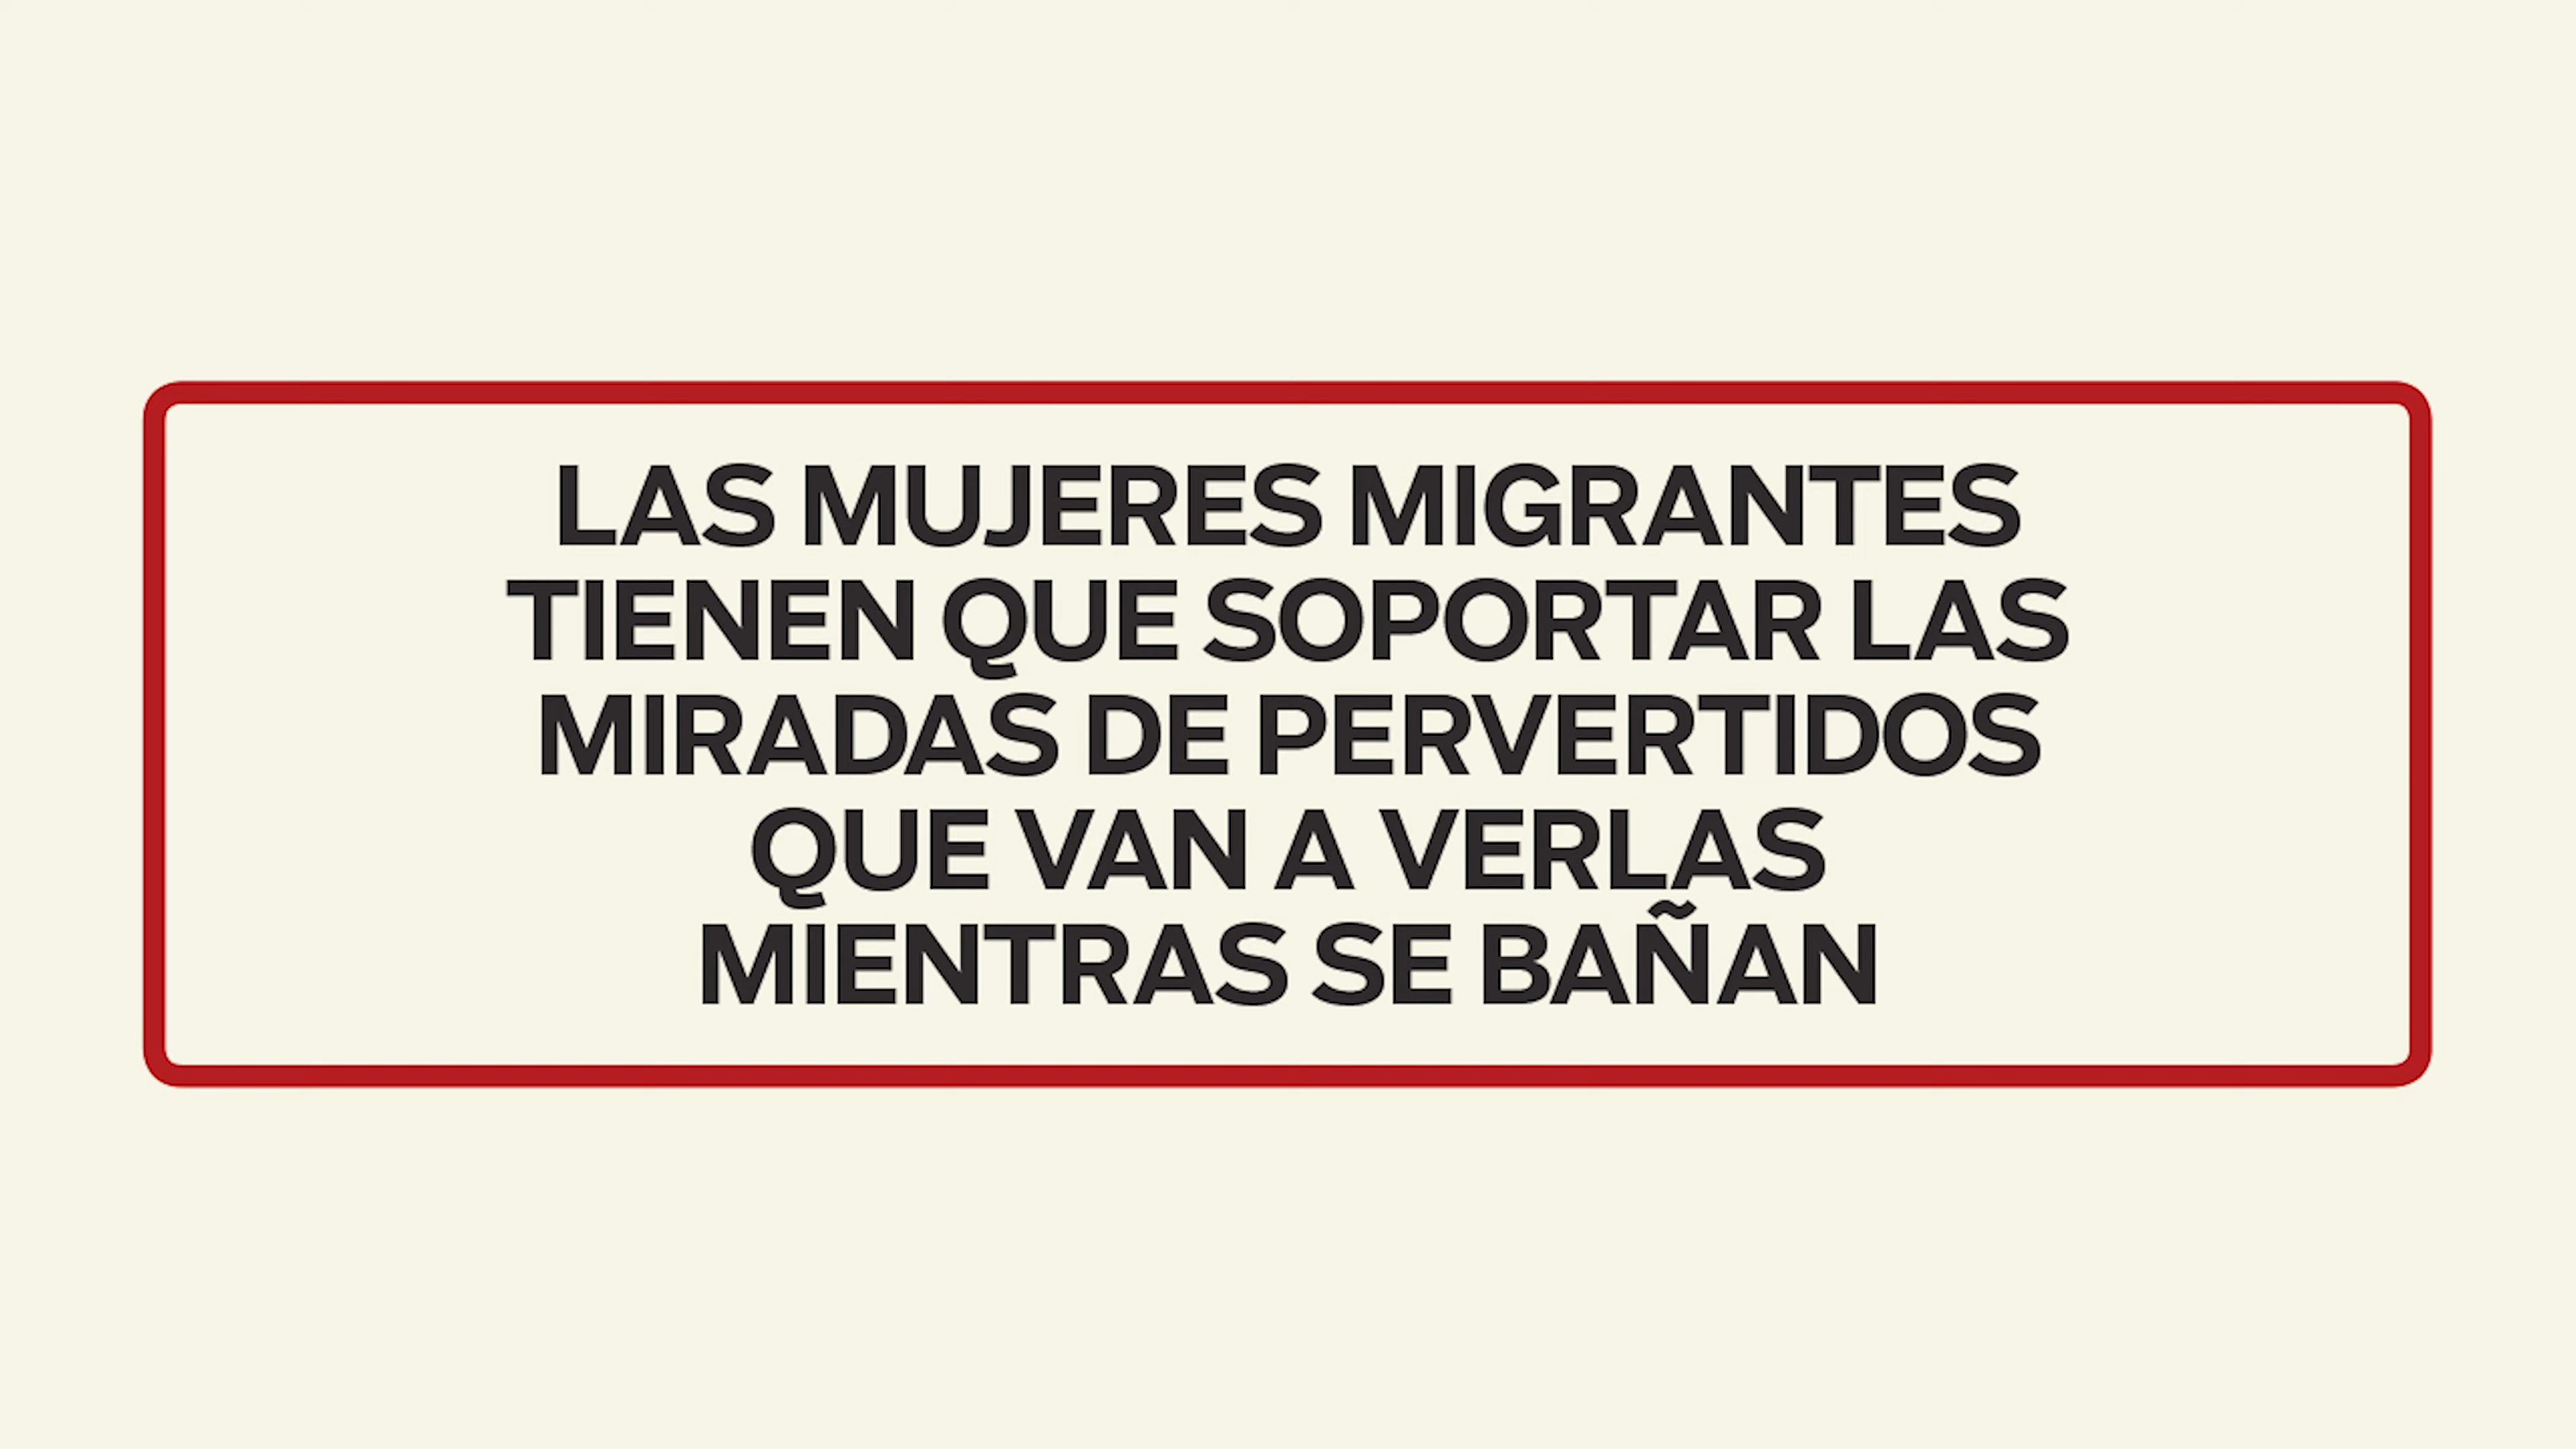 LAS MUJERES MIGRANTES
TIENEN QUE SOPORTAR LAS
MIRADAS DE PERVERTIDOS
QUE VAN A VERLAS
MIENTRAS SE BAÑAN